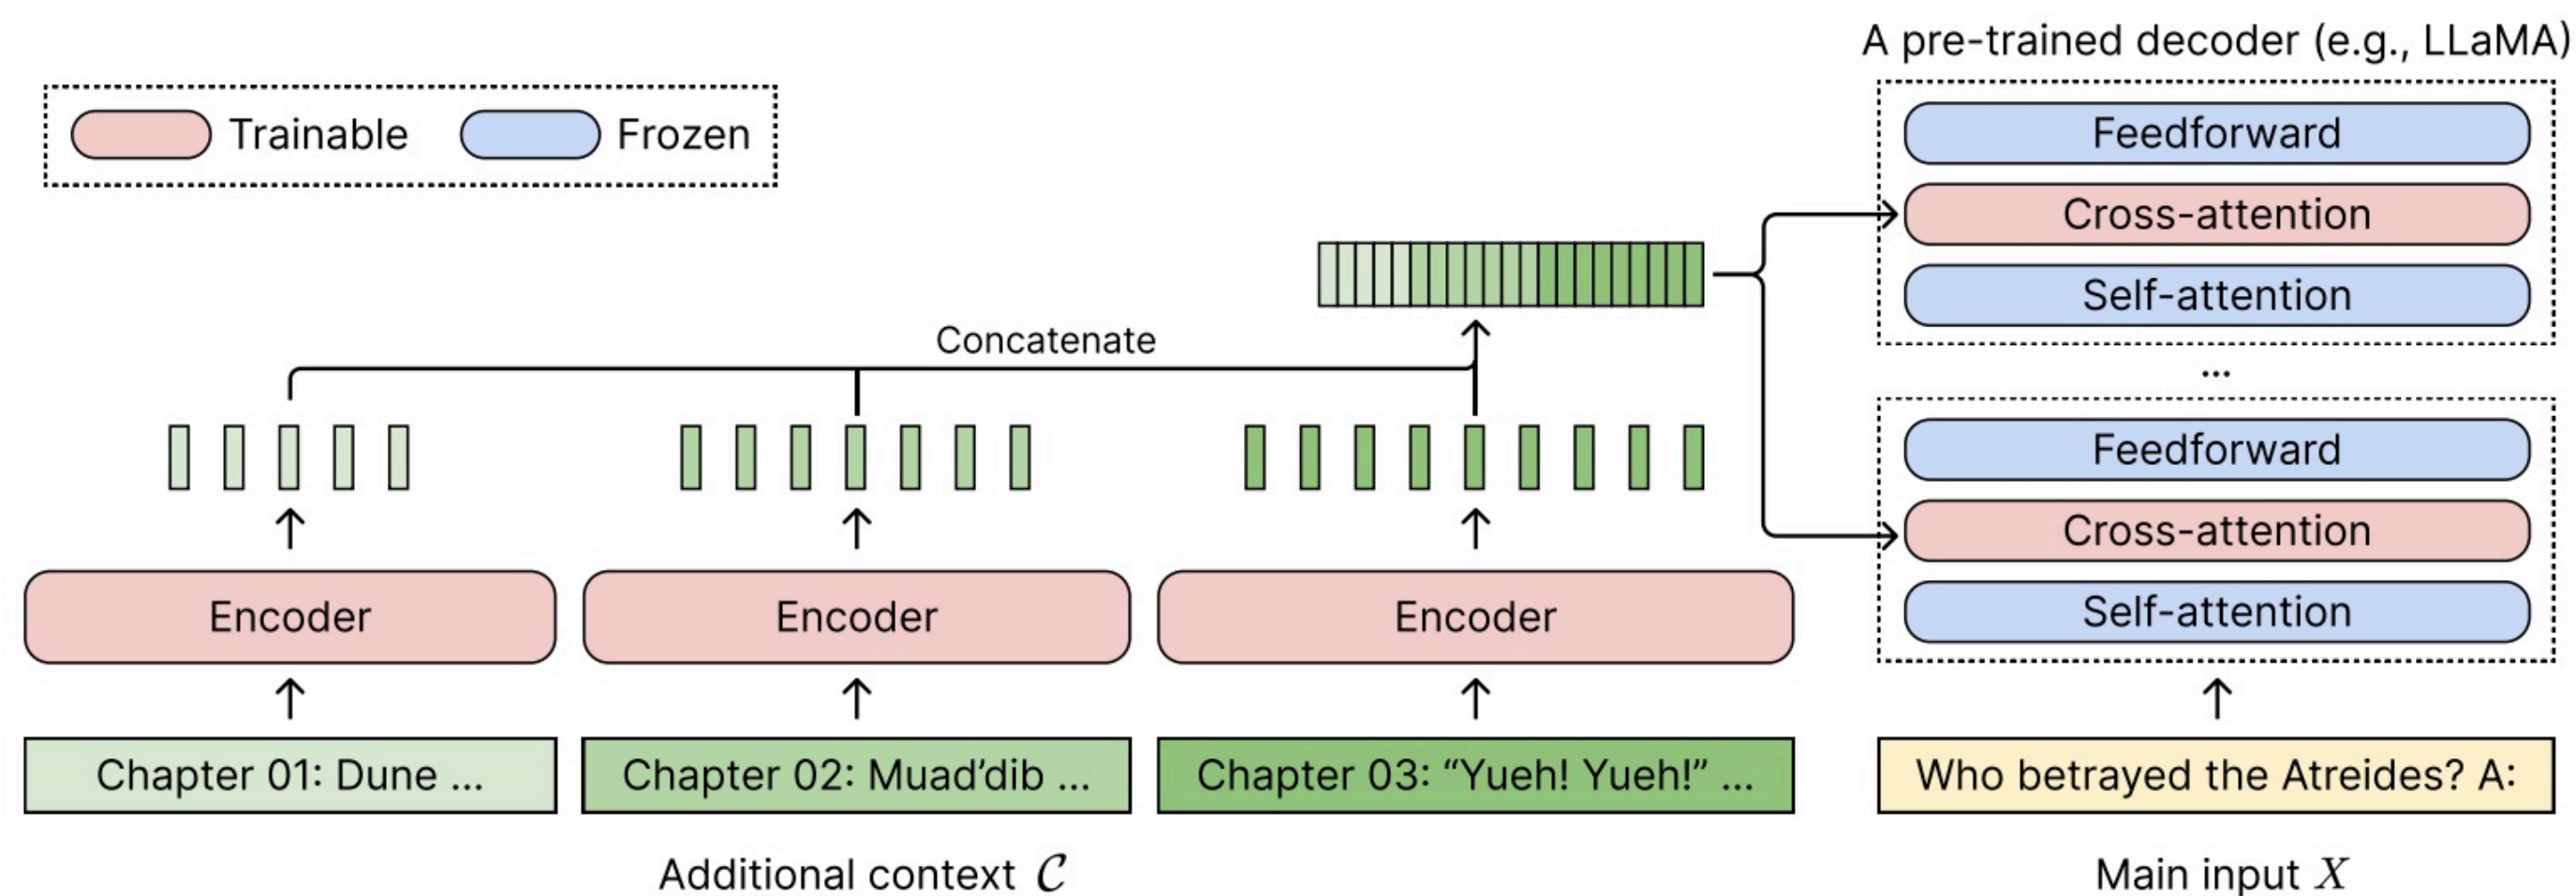 A pre-trained decoder (e.g., LLaMA)
Trainable
Frozen
Feedforward
Cross-attention
Self-attention
...
Feedforward
Cross-attention
Self-attention
Concatenate
Encoder
Encoder
Encoder
Chapter 01: Dune ...
Chapter 02: Muad’dib ...
Chapter 03: “Yueh! Yueh!” ...
Who betrayed the Atreides? A:
Additional context 𝒞
Main input X